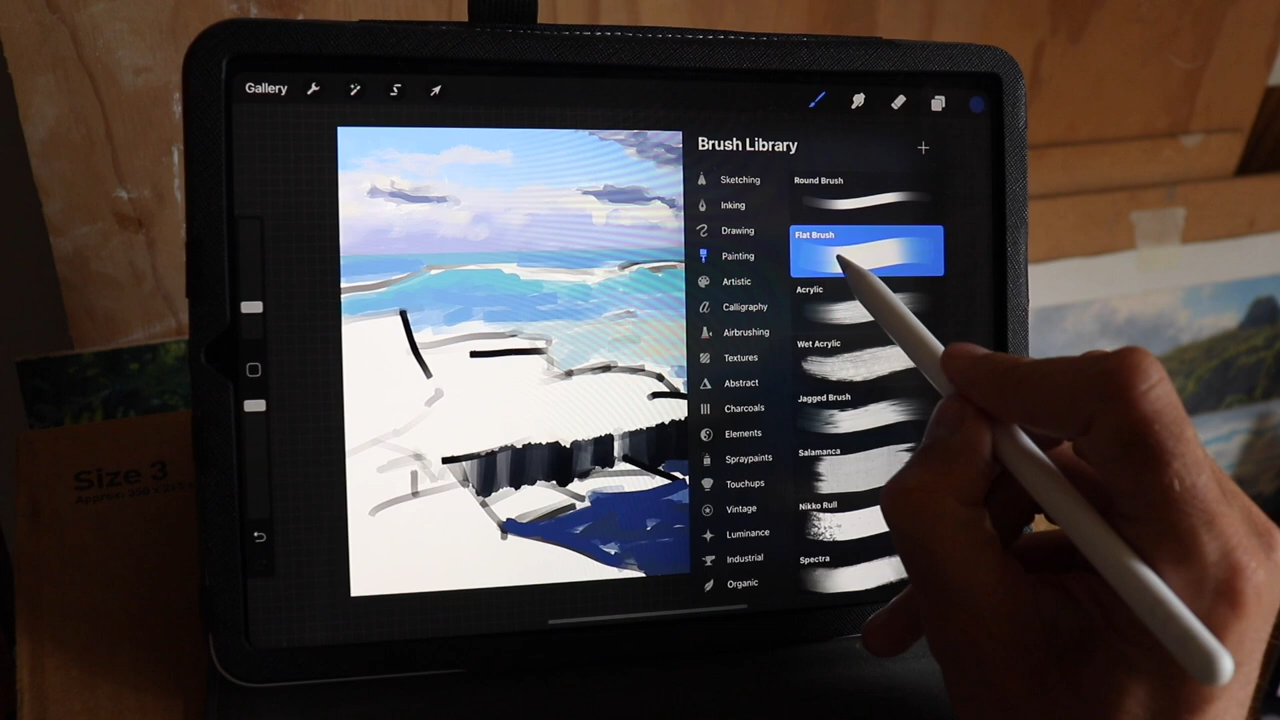 Gallery
Brush Library
Sketching
Inking
Drawing
Painting
Artistic
Calligraphy
Airbrushing
Textures
Abstract
Charcoals
Elements
Spraypaints
Touchups
Vintage
Luminance
Industrial
Organic
Round Brush
Flat Brush
Acrylic
Wet Acrylic
Jagged Brush
Salamanca
Nikko Rull
Spectra
Size 3